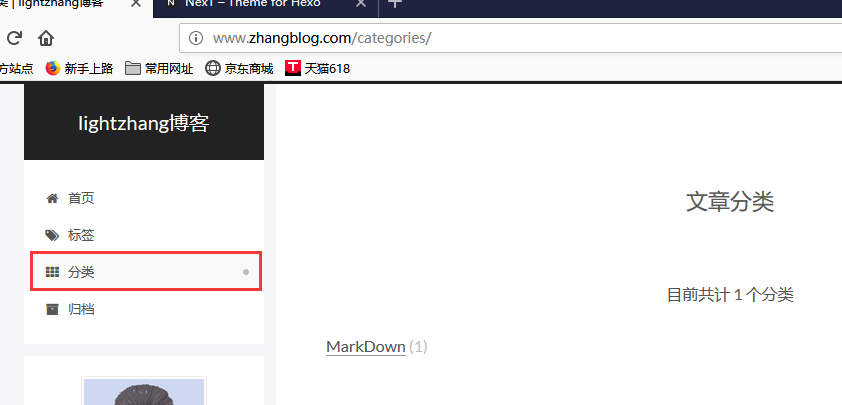 类 | lightzhang博客
NexT – Theme for Hexo
www.zhangblog.com/categories/
方站点 新手上路 常用网址 京东商城 天猫618
lightzhang博客
首页
标签
分类
归档
文章分类
目前共计 1 个分类
MarkDown (1)